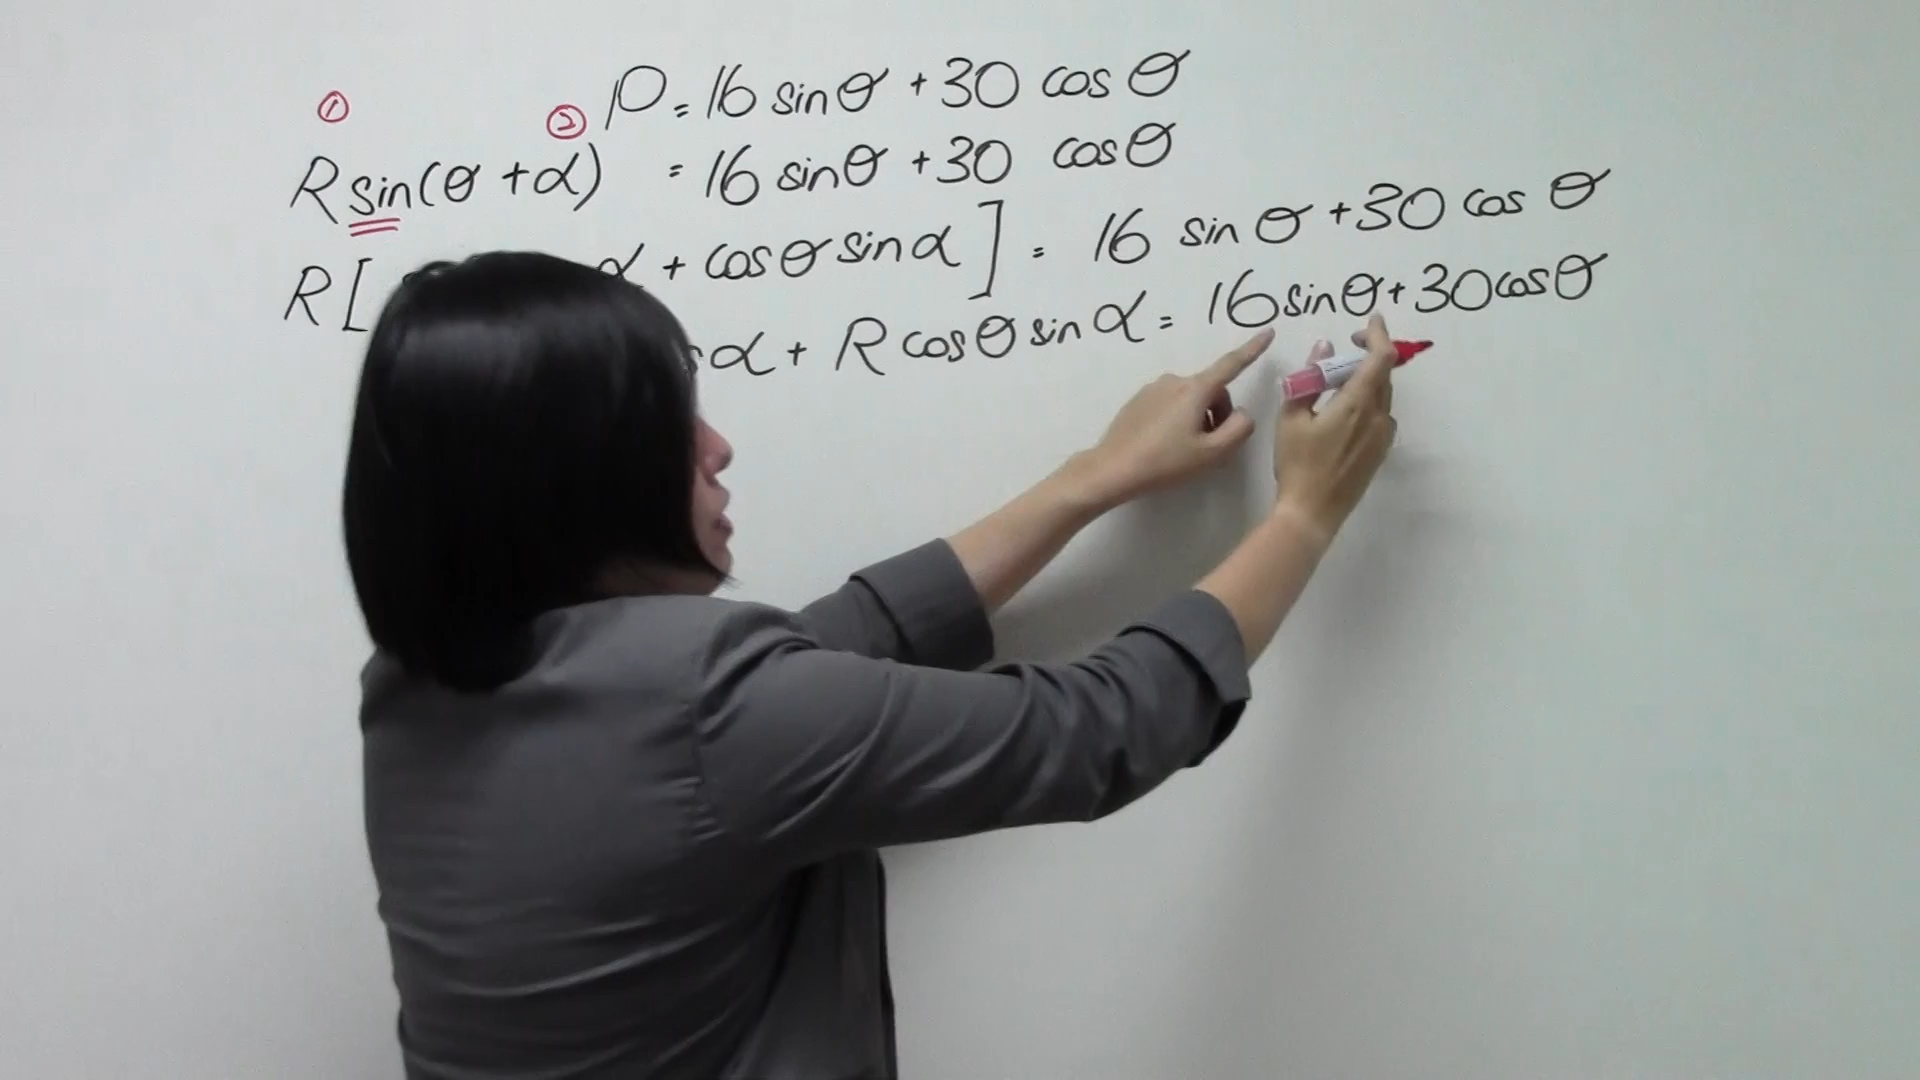 ① ② P = 16 sinθ + 30 cosθ
R sin(θ + α) = 16 sinθ + 30 cosθ
R[ α + cosθ sinα ] = 16 sinθ + 30 cosθ
α + R cosθ sinα = 16 sinθ + 30 cosθ